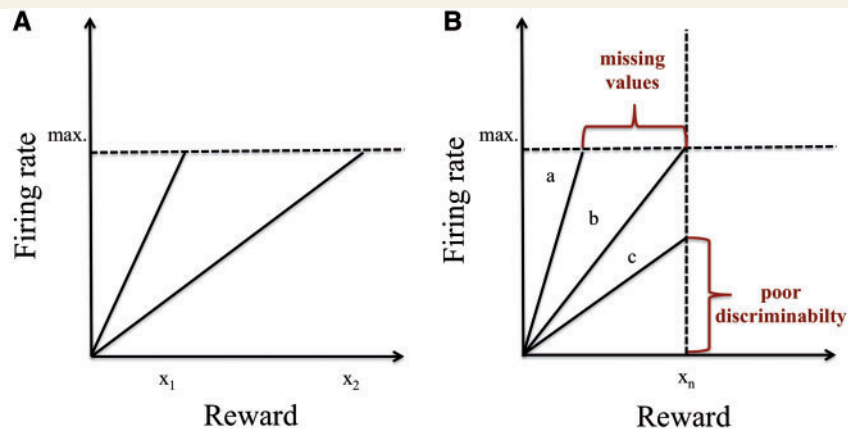 A
Firing rate
max.
x1
x2
Reward
B
Firing rate
max.
missing
values
a
b
c
poor
discriminabilty
xn
Reward